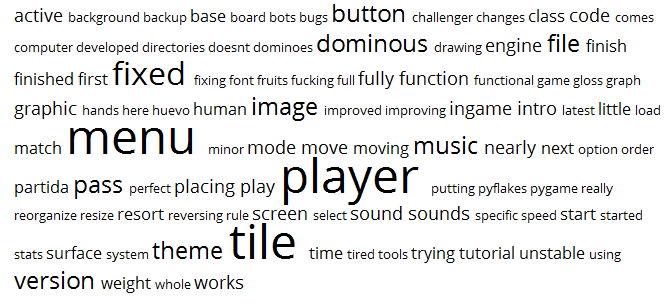 active background backup base board bots bugs button challenger changes class code comes
computer developed directories doesnt dominoes dominous drawing engine file finish
finished first fixed fixing font fruits fucking full fully function functional game gloss graph
graphic hands here huevo human image improved improving ingame intro latest little load
match menu minor mode move moving music nearly next option order
partida pass perfect placing play player putting pyflakes pygame really
reorganize resize resort reversing rule screen select sound sounds specific speed start started
stats surface system theme tile time tired tools trying tutorial unstable using
version weight whole works